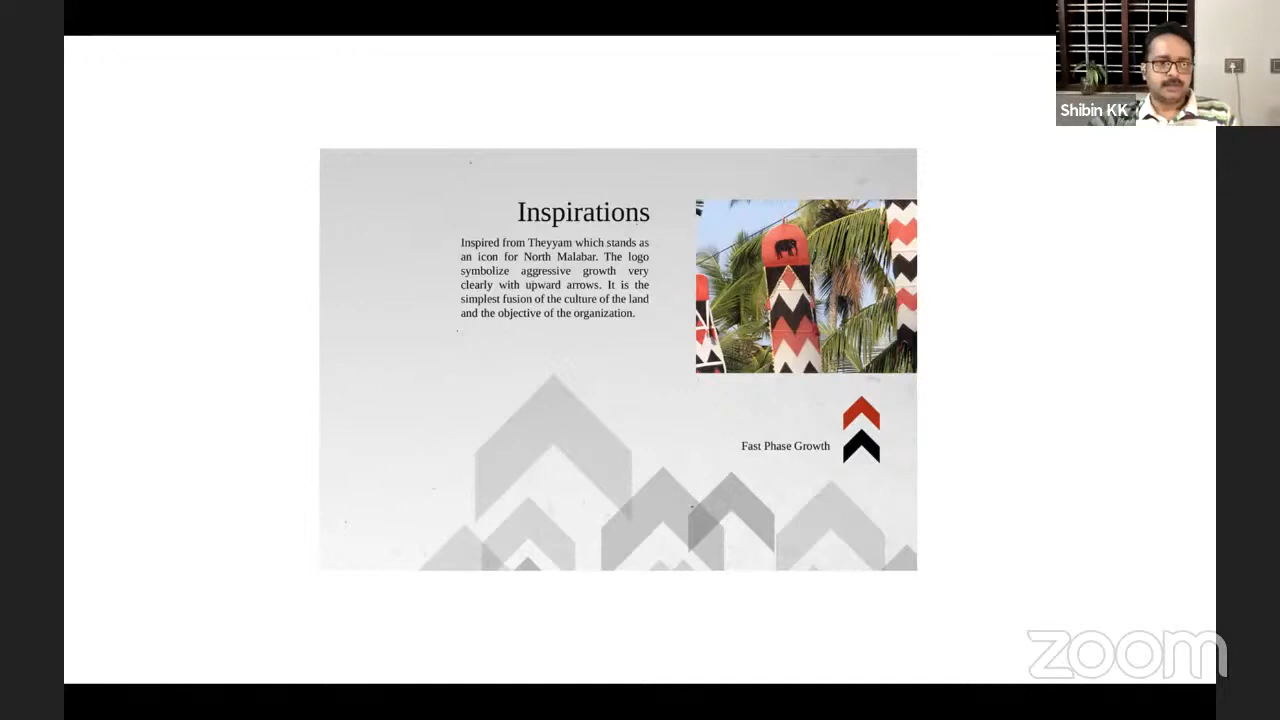 Shibin KK
Inspirations
Inspired from Theyyam which stands as
an icon for North Malabar. The logo
symbolize aggressive growth very
clearly with upward arrows. It is the
simplest fusion of the culture of the land
and the objective of the organization.
Fast Phase Growth
zoom